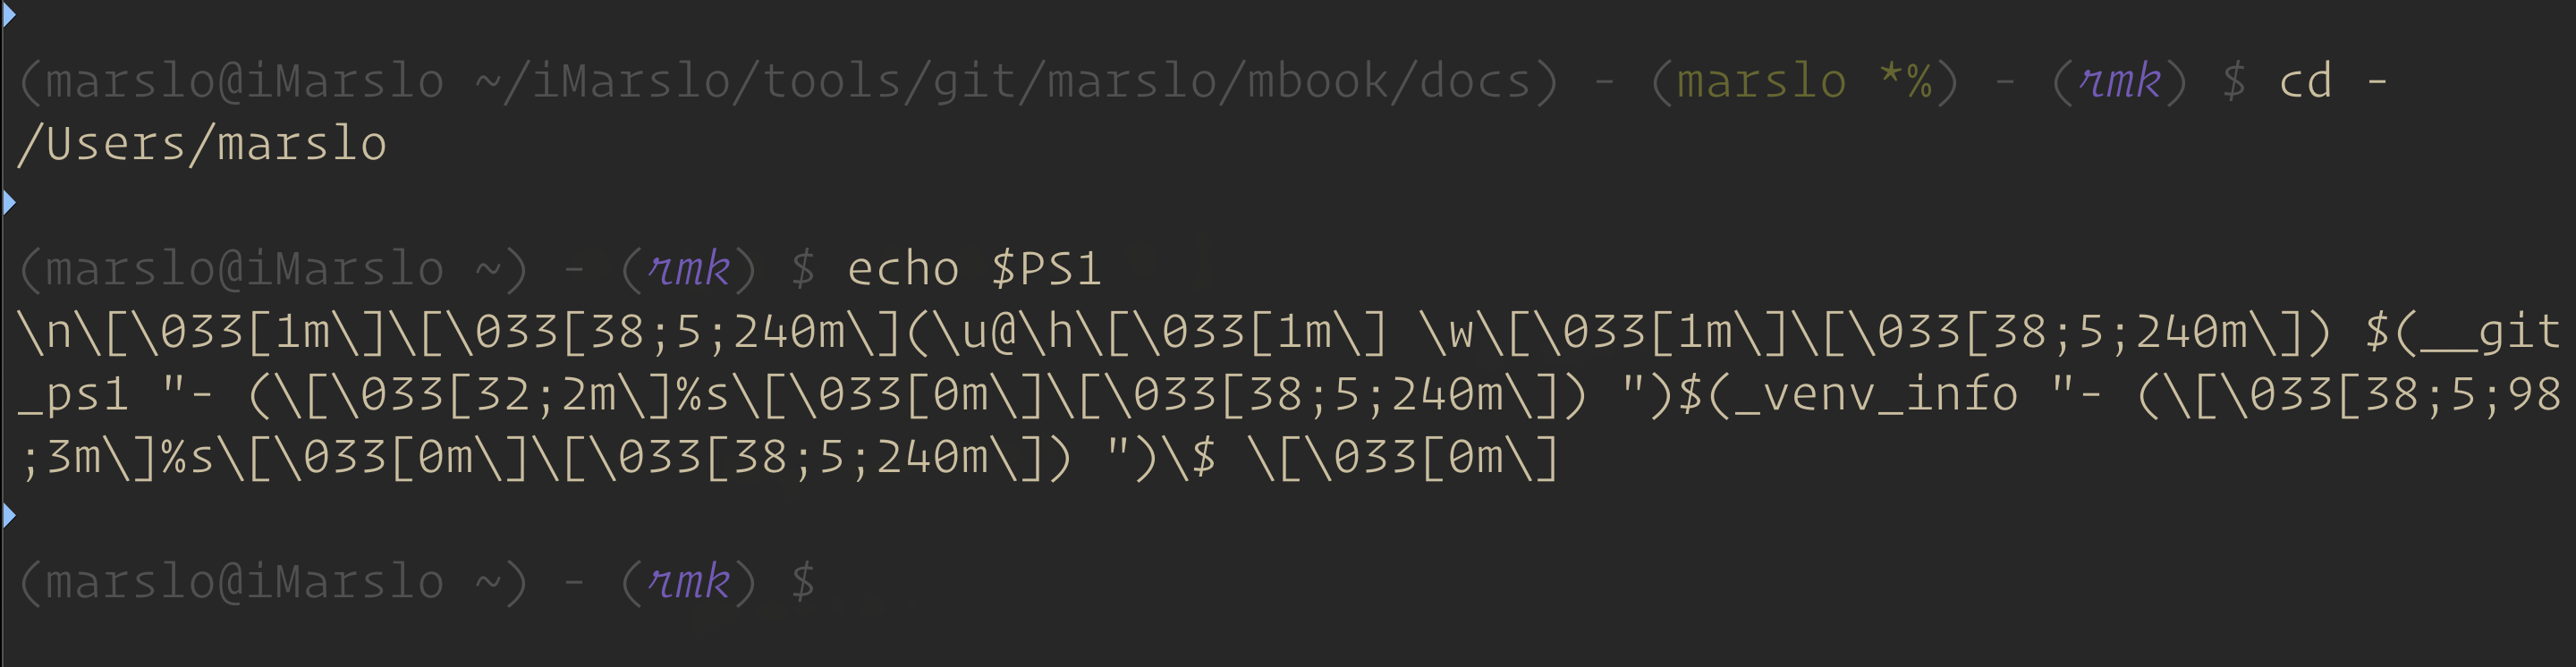 (marslo@iMarslo ~/iMarslo/tools/git/marslo/mbook/docs) - (marslo *%) - (rmk) $ cd -
/Users/marslo
(marslo@iMarslo ~) - (rmk) $ echo $PS1
\n\[\033[1m\]\[\033[38;5;240m\](\u@\h\[\033[1m\] \w\[\033[1m\]\[\033[38;5;240m\]) $(__git
_ps1 "- (\[\033[32;2m\]%s\[\033[0m\]\[\033[38;5;240m\]) ")$(_venv_info "- (\[\033[38;5;98
;3m\]%s\[\033[0m\]\[\033[38;5;240m\]) ")\$ \[\033[0m\]
(marslo@iMarslo ~) - (rmk) $